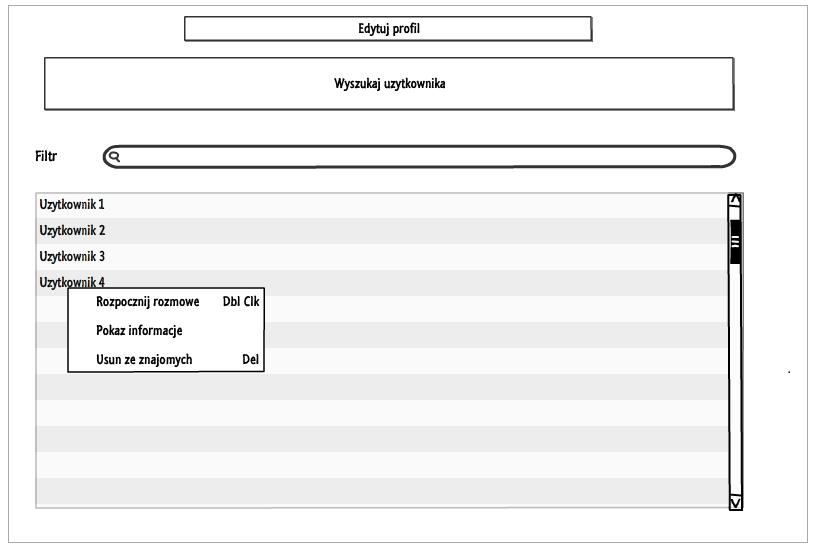 Edytuj profil
Wyszukaj uzytkownika
Filtr
Uzytkownik 1
Uzytkownik 2
Uzytkownik 3
Uzytkownik 4
Rozpocznij rozmowe Dbl Clk
Pokaz informacje
Usun ze znajomych Del